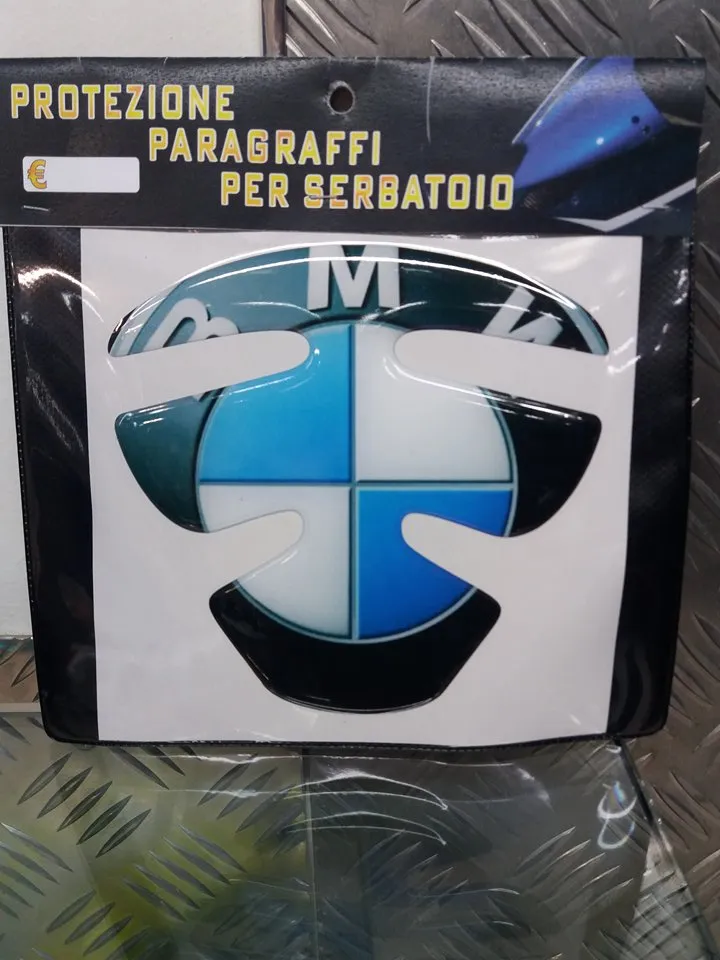 PROTEZIONE
PARAGRAFFI
€
PER SERBATOIO
BMW